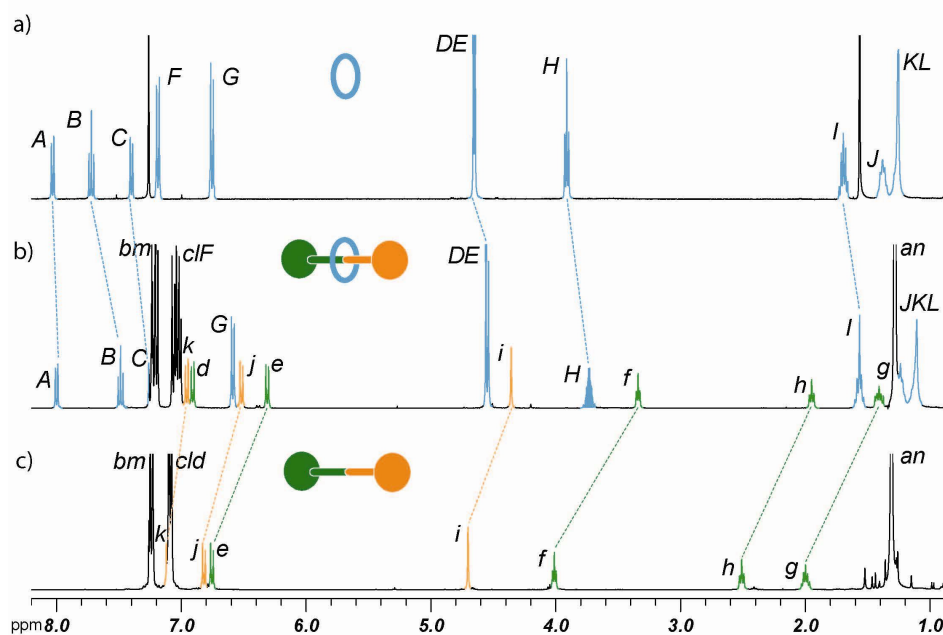 a)
A B C F G DE H I J KL
b)
A B C bm clF k d G j e DE i H f h I g an JKL
c)
bm k cld j e i f h g an
ppm 8.0 7.0 6.0 5.0 4.0 3.0 2.0 1.0